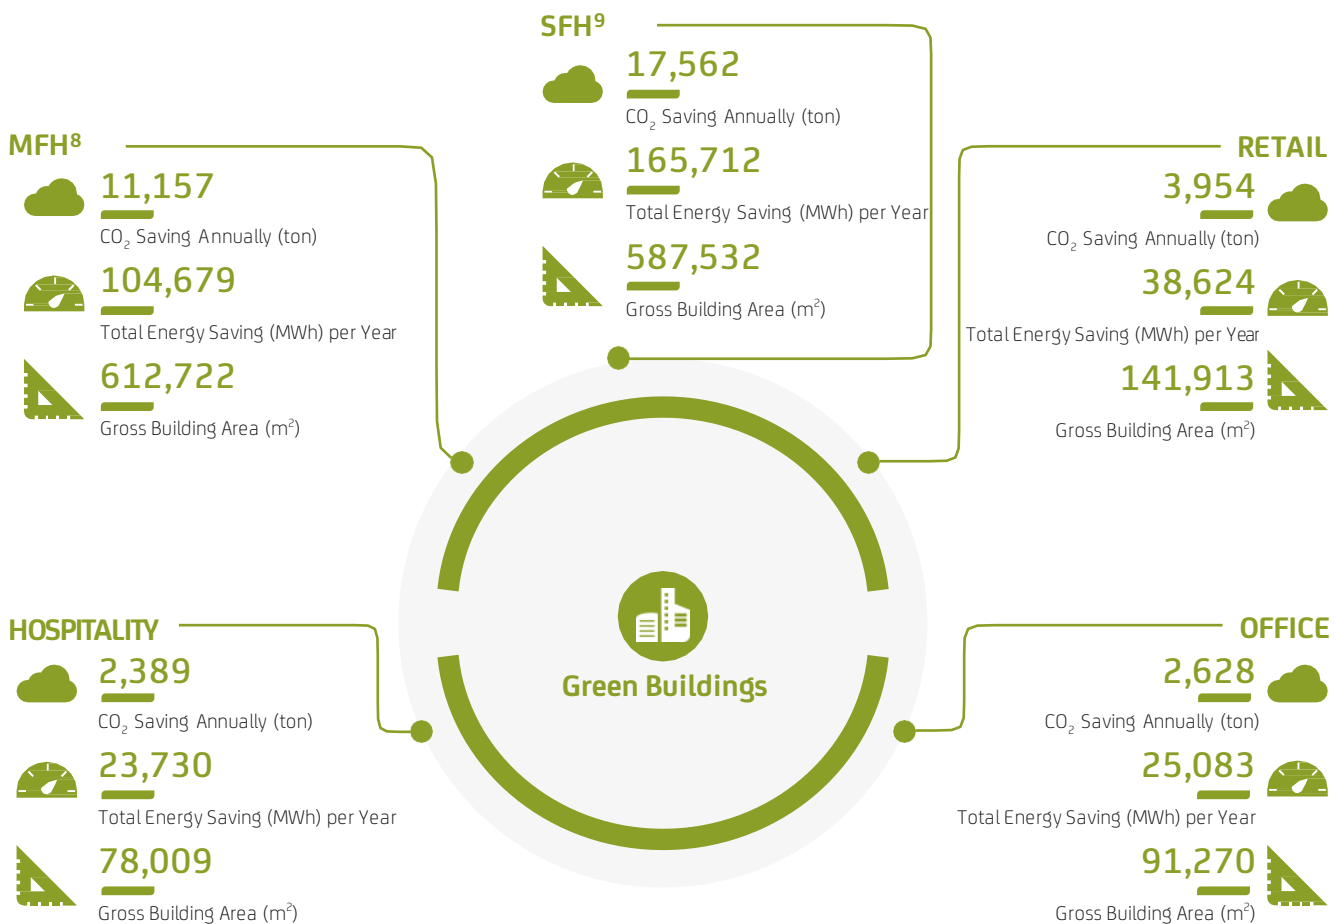 SFH⁹
17,562
CO₂ Saving Annually (ton)
165,712
Total Energy Saving (MWh) per Year
587,532
Gross Building Area (m²)
MFH⁸
11,157
CO₂ Saving Annually (ton)
104,679
Total Energy Saving (MWh) per Year
612,722
Gross Building Area (m²)
RETAIL
3,954
CO₂ Saving Annually (ton)
38,624
Total Energy Saving (MWh) per Year
141,913
Gross Building Area (m²)
Green Buildings
HOSPITALITY
2,389
CO₂ Saving Annually (ton)
23,730
Total Energy Saving (MWh) per Year
78,009
Gross Building Area (m²)
OFFICE
2,628
CO₂ Saving Annually (ton)
25,083
Total Energy Saving (MWh) per Year
91,270
Gross Building Area (m²)